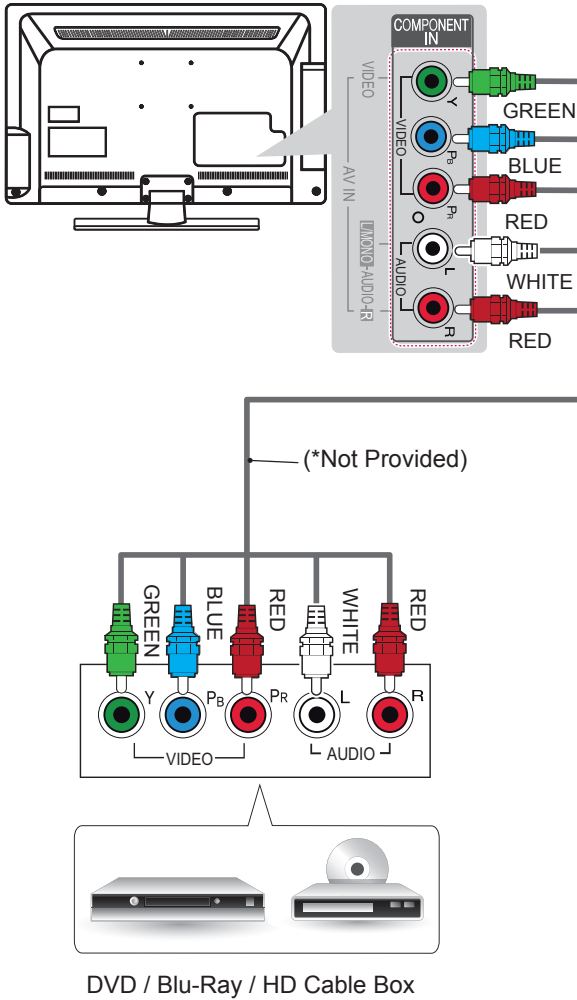 COMPONENT
IN
VIDEO
AV IN
L/MONO-AUDIO-R
VIDEO
AUDIO
Y
PB
PR
L
R
GREEN
BLUE
RED
WHITE
RED
(*Not Provided)
GREEN
BLUE
RED
WHITE
RED
Y
PB
PR
L
R
VIDEO
AUDIO
DVD / Blu-Ray / HD Cable Box